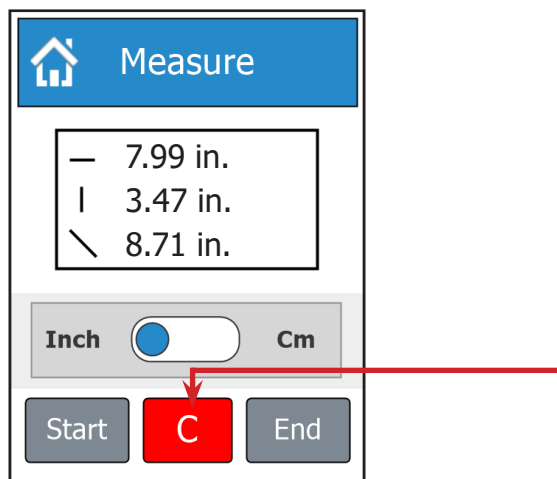 Measure
— 7.99 in.
| 3.47 in.
\ 8.71 in.
Inch Cm
Start C End